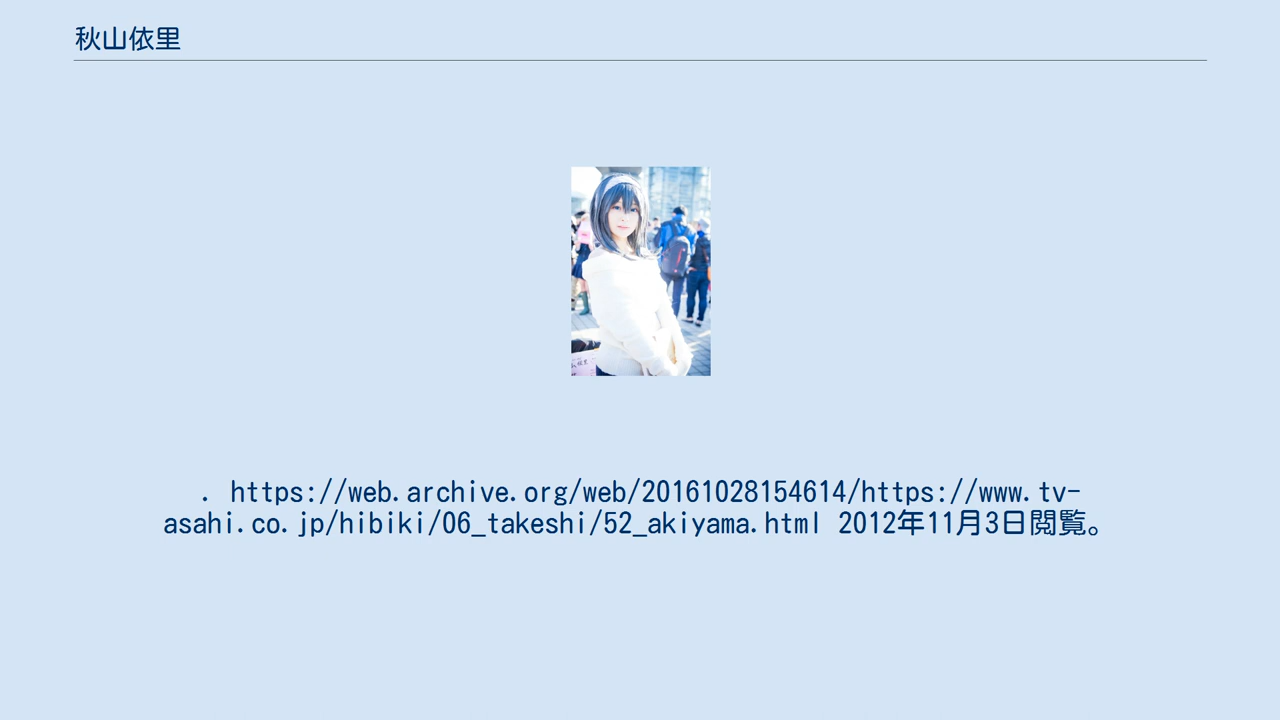 秋山依里
. https://web.archive.org/web/20161028154614/https://www.tv-
asahi.co.jp/hibiki/06_takeshi/52_akiyama.html 2012年11月3日閲覧。